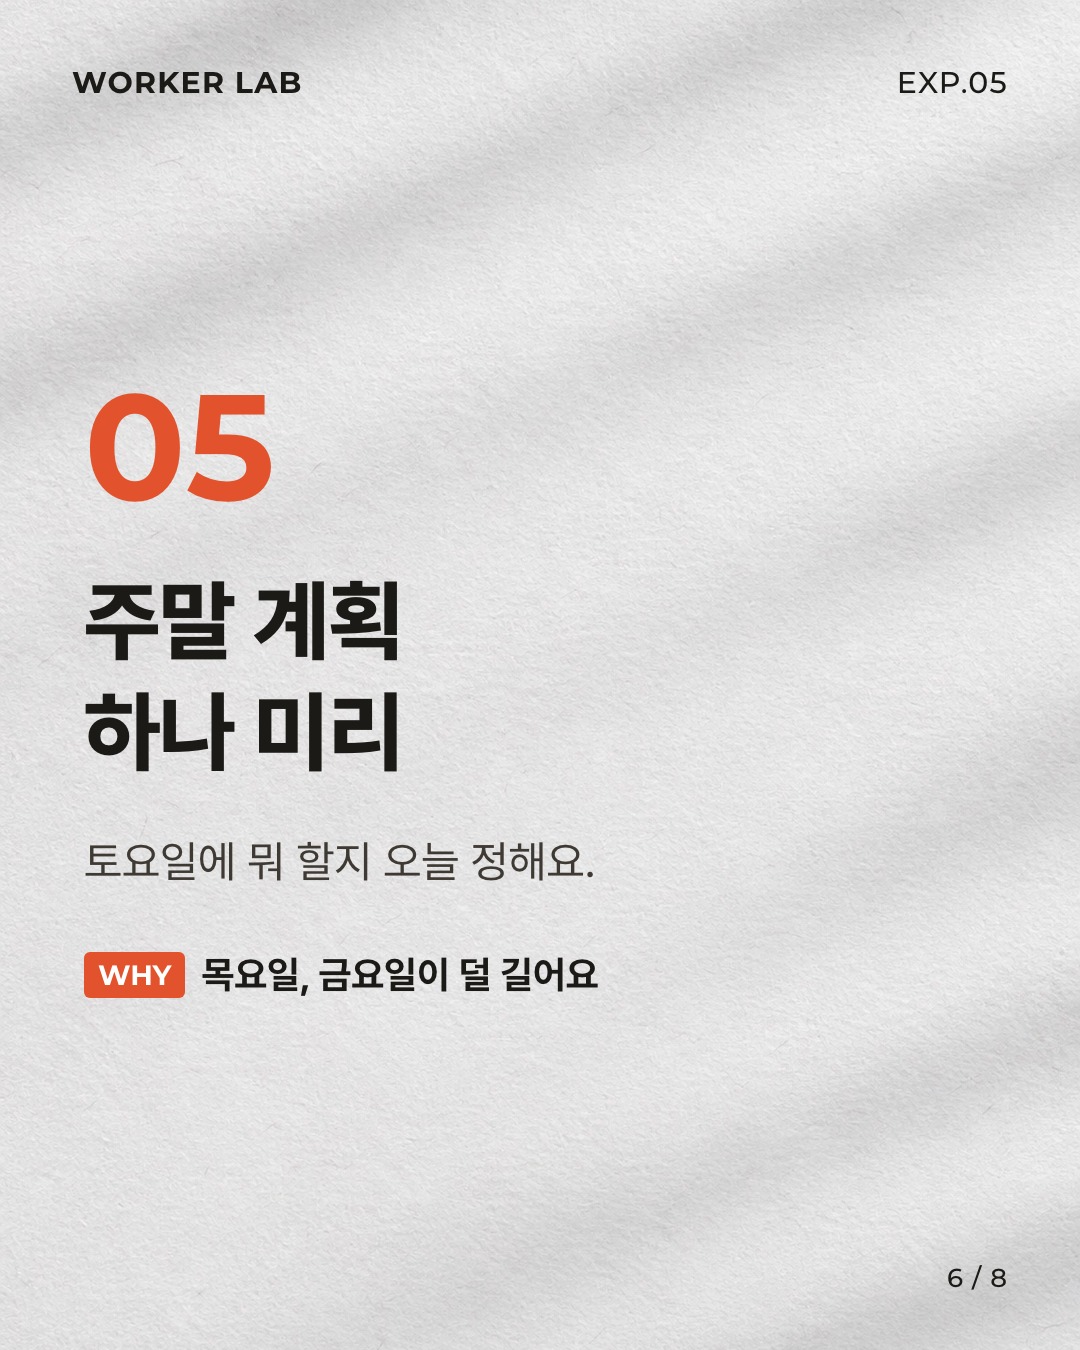 WORKER LAB
EXP.05
05
주말 계획
하나 미리
토요일에 뭐 할지 오늘 정해요.
WHY 목요일, 금요일이 덜 길어요
6 / 8